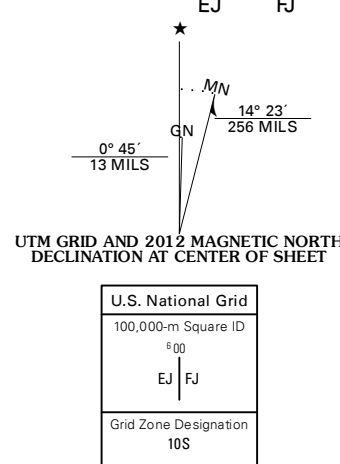 EJ FJ
★
MN
GN
14° 23´
256 MILS
0° 45´
13 MILS
UTM GRID AND 2012 MAGNETIC NORTH
DECLINATION AT CENTER OF SHEET
U.S. National Grid
100,000-m Square ID
⁶00
EJ FJ
Grid Zone Designation
10S